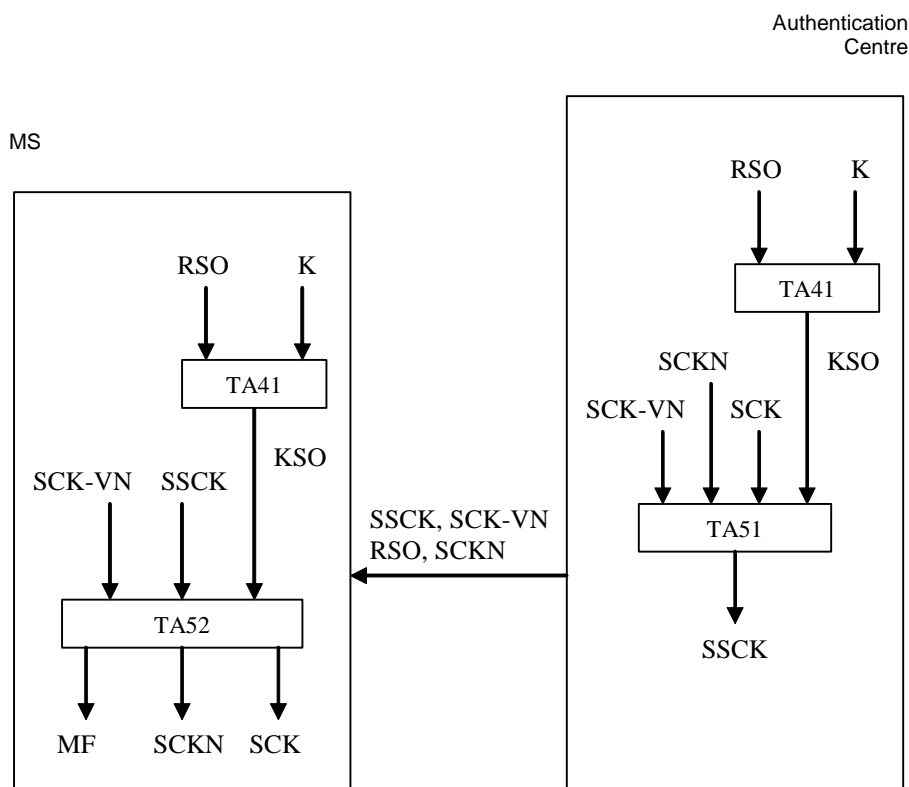 Authentication
Centre
MS
RSO K
TA41
KSO
SCK-VN SSCK
TA52
MF SCKN SCK
SSCK, SCK-VN
RSO, SCKN
RSO K
TA41
SCKN KSO
SCK-VN SCK
TA51
SSCK